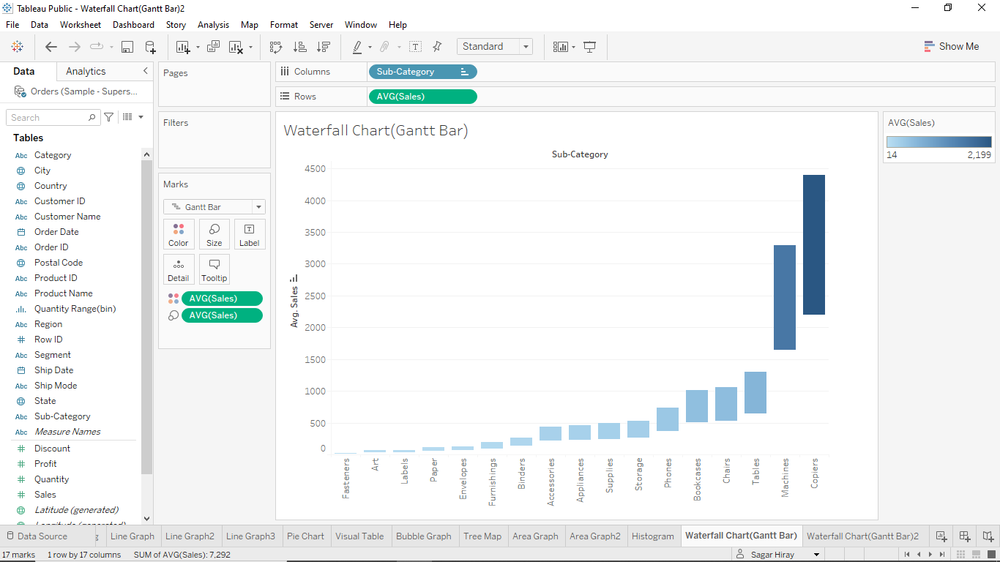 Tableau Public - Waterfall Chart(Gantt Bar)2
File Data Worksheet Dashboard Story Analysis Map Format Server Window Help
Standard
Show Me
Data Analytics
Orders (Sample - Supers...
Search
Tables
Abc Category
City
Country
Abc Customer ID
Abc Customer Name
Order Date
Abc Order ID
Postal Code
Abc Product ID
Abc Product Name
Quantity Range(bin)
Abc Region
# Row ID
Abc Segment
Ship Date
Abc Ship Mode
State
Abc Sub-Category
Abc Measure Names
# Discount
# Profit
# Quantity
# Sales
Latitude (generated)
Longitude (generated)
Pages
Filters
Marks
Gantt Bar
Color Size Label
Detail Tooltip
AVG(Sales)
AVG(Sales)
Columns Sub-Category
Rows AVG(Sales)
Waterfall Chart(Gantt Bar)
Sub-Category
Avg. Sales
4500
4000
3500
3000
2500
2000
1500
1000
500
0
Fasteners
Art
Labels
Paper
Envelopes
Furnishings
Binders
Accessories
Appliances
Supplies
Storage
Phones
Bookcases
Chairs
Tables
Machines
Copiers
AVG(Sales)
14 2,199
Data Source Line Graph Line Graph2 Line Graph3 Pie Chart Visual Table Bubble Graph Tree Map Area Graph Area Graph2 Histogram Waterfall Chart(Gantt Bar) Waterfall Chart(Gantt Bar)2
17 marks 1 row by 17 columns SUM of AVG(Sales): 7,292 Sagar Hiray